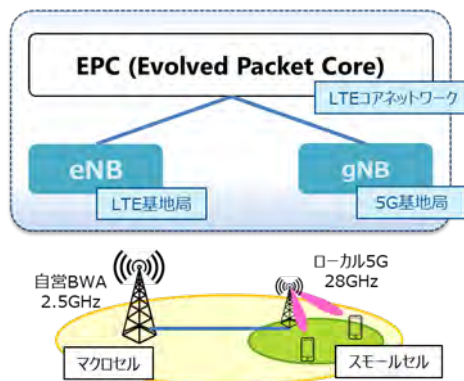 EPC (Evolved Packet Core)
LTEコアネットワーク
eNB
LTE基地局
gNB
5G基地局
自営BWA
2.5GHz
ローカル5G
28GHz
マクロセル
スモールセル